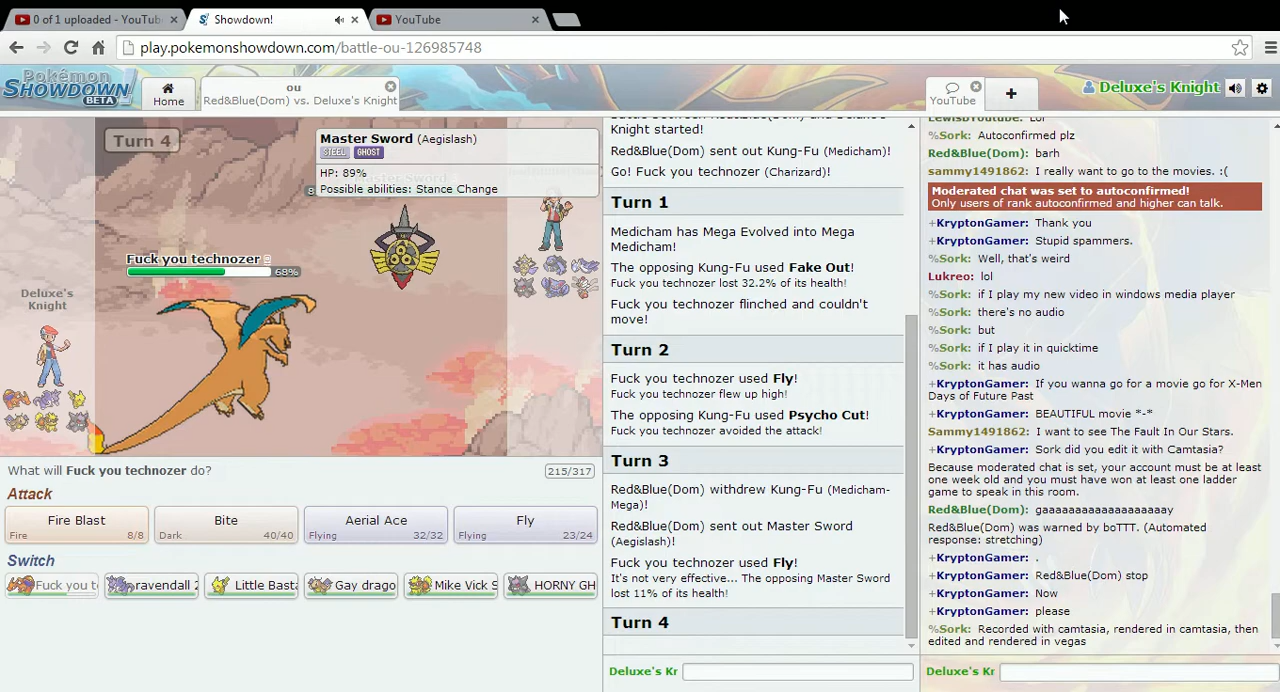 0 of 1 uploaded - YouTub
Showdown!
YouTube
play.pokemonshowdown.com/battle-ou-126985748
Pokémon
SHOWDOWN
BETA
Home
ou
Red&Blue(Dom) vs. Deluxe's Knight
YouTube
+
Deluxe's Knight
Turn 4
Master Sword (Aegislash)
STEEL GHOST
HP: 89%
Possible abilities: Stance Change
Fuck you technozer
68%
Deluxe's
Knight
What will Fuck you technozer do?
215/317
Attack
Fire Blast
Fire 8/8
Bite
Dark 40/40
Aerial Ace
Flying 32/32
Fly
Flying 23/24
Switch
Fuck you t
ravendall 2
Little Basta
Gay drago
Mike Vick S
HORNY GH
Knight started!
Red&Blue(Dom) sent out Kung-Fu (Medicham)!
Go! Fuck you technozer (Charizard)!
Turn 1
Medicham has Mega Evolved into Mega
Medicham!
The opposing Kung-Fu used Fake Out!
Fuck you technozer lost 32.2% of its health!
Fuck you technozer flinched and couldn't
move!
Turn 2
Fuck you technozer used Fly!
Fuck you technozer flew up high!
The opposing Kung-Fu used Psycho Cut!
Fuck you technozer avoided the attack!
Turn 3
Red&Blue(Dom) withdrew Kung-Fu (Medicham-
Mega)!
Red&Blue(Dom) sent out Master Sword
(Aegislash)!
Fuck you technozer used Fly!
It's not very effective... The opposing Master Sword
lost 11% of its health!
Turn 4
Deluxe's Kr
LewisYoutube: Lol
%Sork: Autoconfirmed plz
Red&Blue(Dom): barh
sammy1491862: I really want to go to the movies. :(
Moderated chat was set to autoconfirmed!
Only users of rank autoconfirmed and higher can talk.
+KryptonGamer: Thank you
+KryptonGamer: Stupid spammers.
%Sork: Well, that's weird
Lukreo: lol
%Sork: if I play my new video in windows media player
%Sork: there's no audio
%Sork: but
%Sork: if I play it in quicktime
%Sork: it has audio
+KryptonGamer: If you wanna go for a movie go for X-Men
Days of Future Past
+KryptonGamer: BEAUTIFUL movie *-*
Sammy1491862: I want to see The Fault In Our Stars.
+KryptonGamer: Sork did you edit it with Camtasia?
Because moderated chat is set, your account must be at least
one week old and you must have won at least one ladder
game to speak in this room.
Red&Blue(Dom): gaaaaaaaaaaaaaaaaaaayy
Red&Blue(Dom) was warned by boTTT. (Automated
response: stretching)
+KryptonGamer: .
+KryptonGamer: Red&Blue(Dom) stop
+KryptonGamer: Now
+KryptonGamer: please
%Sork: Recorded with camtasia, rendered in camtasia, then
edited and rendered in vegas
Deluxe's Kr